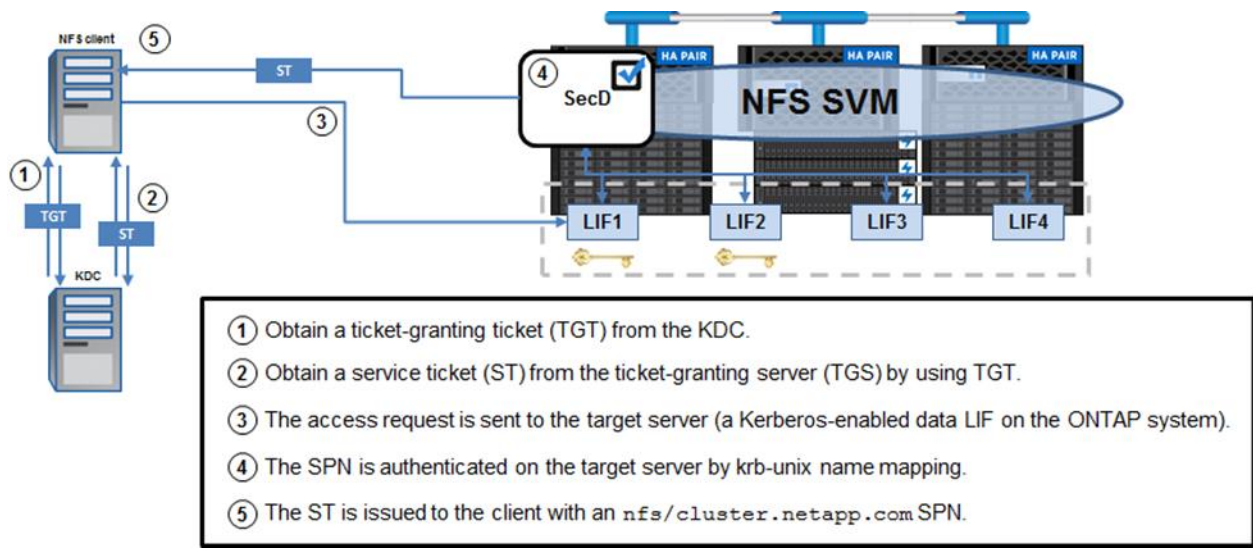 NFS client
5
ST
4
SecD
HA PAIR
HA PAIR
HA PAIR
NFS SVM
3
1
TGT
2
ST
KDC
LIF1
LIF2
LIF3
LIF4
1 Obtain a ticket-granting ticket (TGT) from the KDC.
2 Obtain a service ticket (ST) from the ticket-granting server (TGS) by using TGT.
3 The access request is sent to the target server (a Kerberos-enabled data LIF on the ONTAP system).
4 The SPN is authenticated on the target server by krb-unix name mapping.
5 The ST is issued to the client with an nfs/cluster.netapp.com SPN.